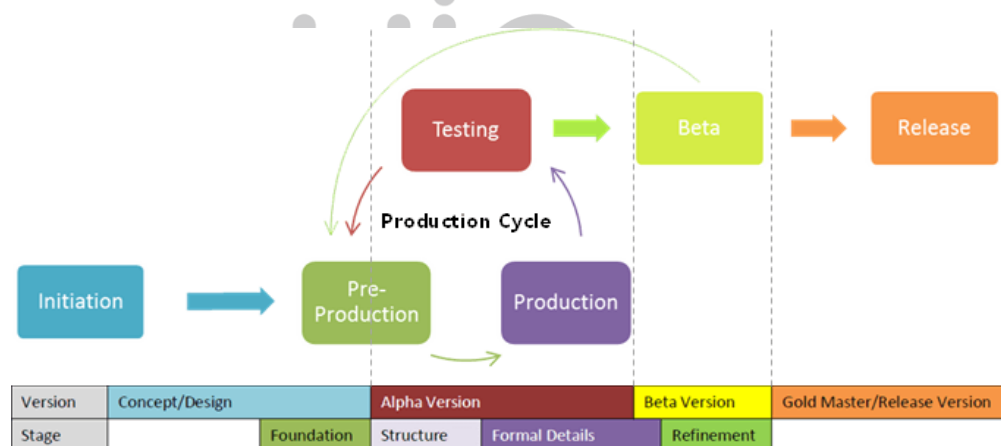 Testing
Beta
Release
Production Cycle
Initiation
Pre-
Production
Production
Version Concept/Design Alpha Version Beta Version Gold Master/Release Version
Stage Foundation Structure Formal Details Refinement